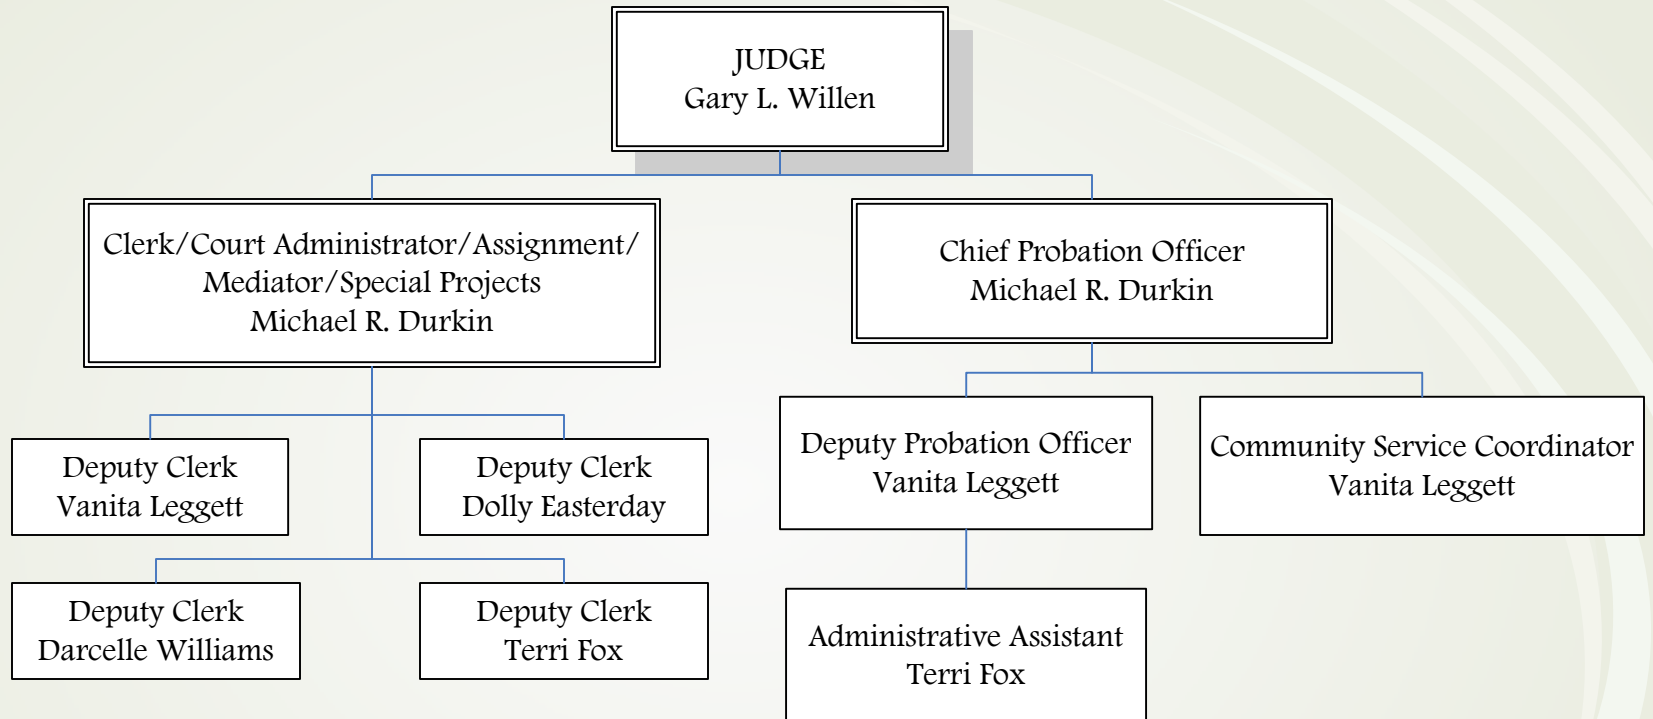 JUDGE
Gary L. Willen
Clerk/Court Administrator/Assignment/
Mediator/Special Projects
Michael R. Durkin
Chief Probation Officer
Michael R. Durkin
Deputy Clerk
Vanita Leggett
Deputy Clerk
Dolly Easterday
Deputy Probation Officer
Vanita Leggett
Community Service Coordinator
Vanita Leggett
Deputy Clerk
Darcelle Williams
Deputy Clerk
Terri Fox
Administrative Assistant
Terri Fox